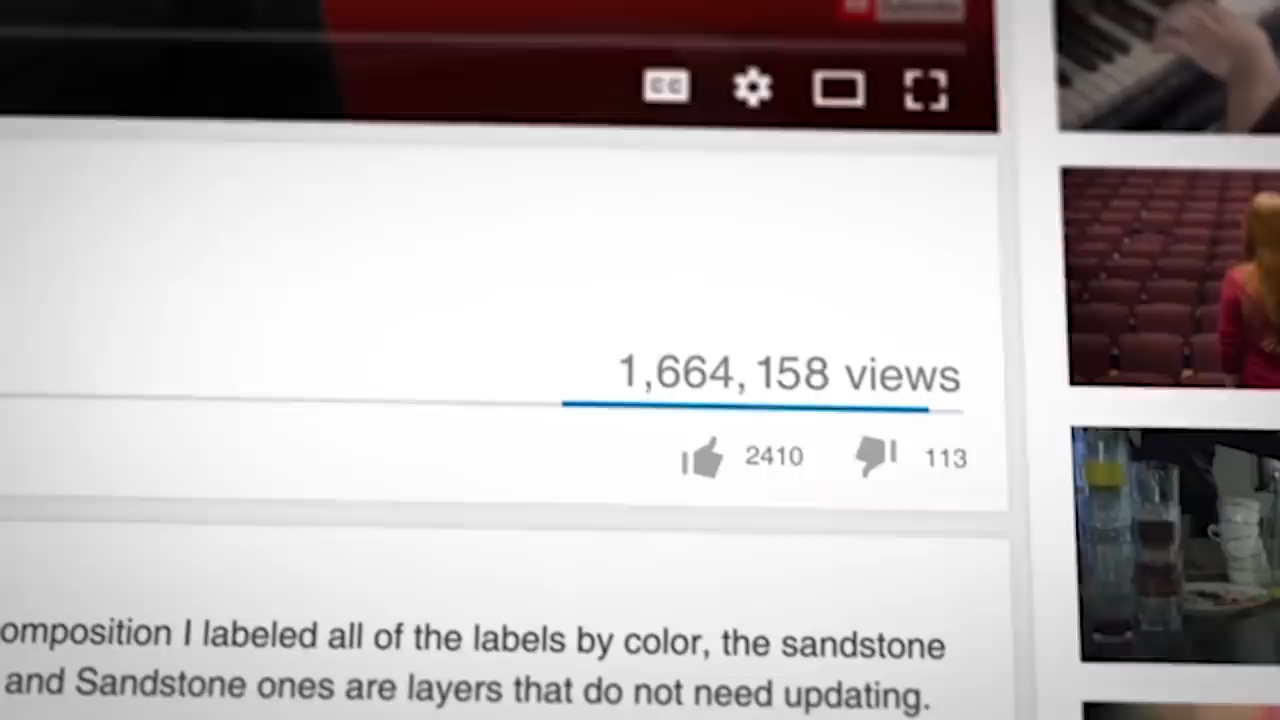 CC
1,664,158 views
2410 113
omposition I labeled all of the labels by color, the sandstone
and Sandstone ones are layers that do not need updating.